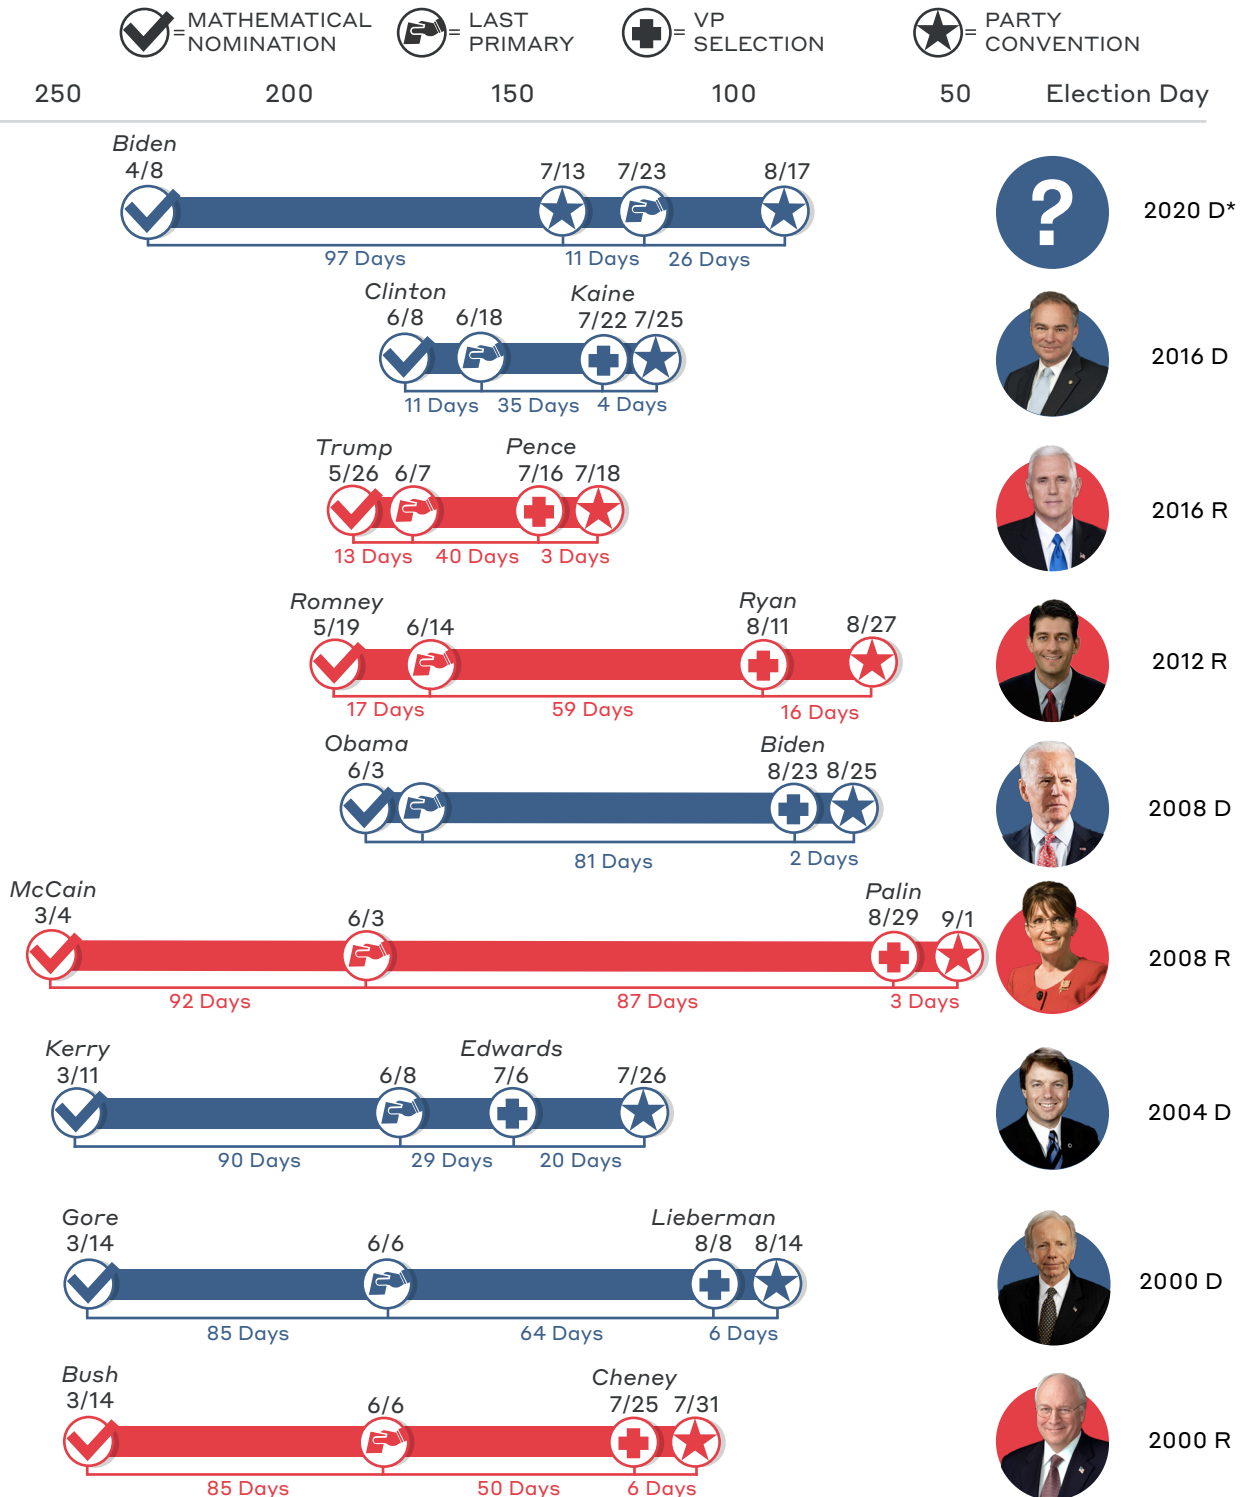 = MATHEMATICAL NOMINATION
= LAST PRIMARY
= VP SELECTION
= PARTY CONVENTION
250 200 150 100 50 Election Day
Biden
4/8 7/13 7/23 8/17
2020 D*
?
97 Days 11 Days 26 Days
Clinton Kaine
6/8 6/18 7/22 7/25
2016 D
11 Days 35 Days 4 Days
Trump Pence
5/26 6/7 7/16 7/18
2016 R
13 Days 40 Days 3 Days
Romney Ryan
5/19 6/14 8/11 8/27
2012 R
17 Days 59 Days 16 Days
Obama Biden
6/3 8/23 8/25
2008 D
81 Days 2 Days
McCain Palin
3/4 6/3 8/29 9/1
2008 R
92 Days 87 Days 3 Days
Kerry Edwards
3/11 6/8 7/6 7/26
2004 D
90 Days 29 Days 20 Days
Gore Lieberman
3/14 6/6 8/8 8/14
2000 D
85 Days 64 Days 6 Days
Bush Cheney
3/14 6/6 7/25 7/31
2000 R
85 Days 50 Days 6 Days